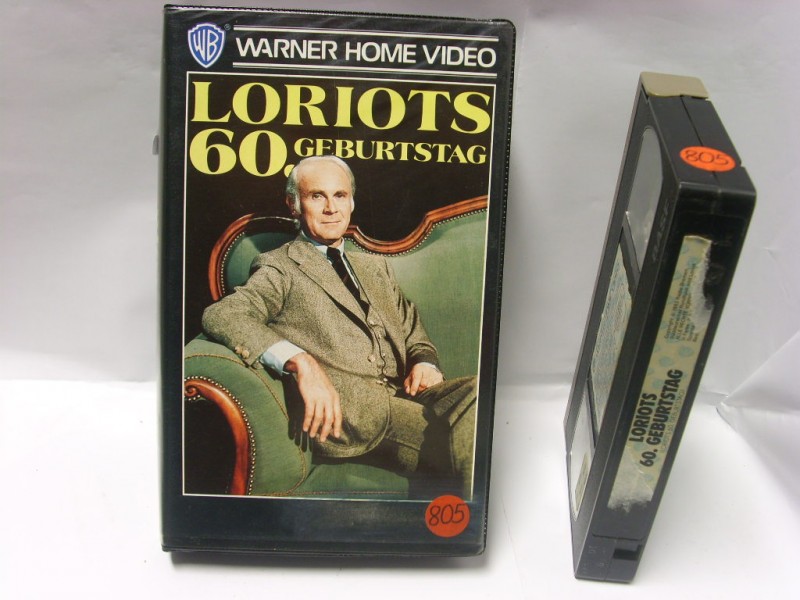 WB
WARNER HOME VIDEO
LORIOTS
60. GEBURTSTAG
805
805
LORIOTS
60. GEBURTSTAG